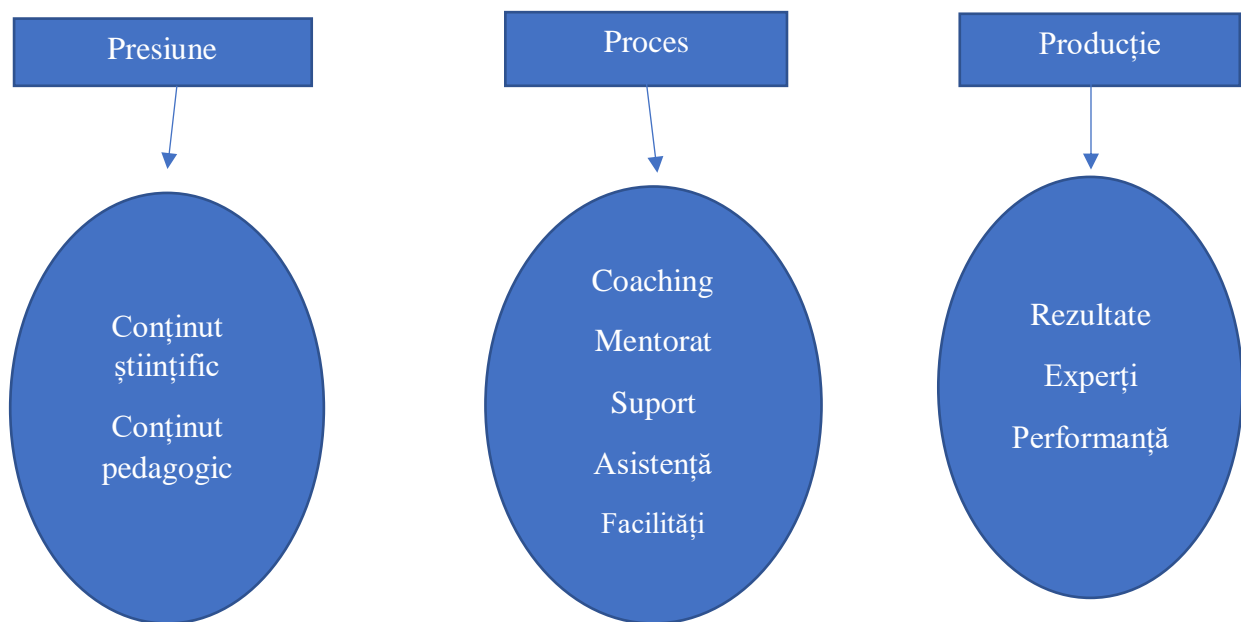 Presiune
Proces
Producție
Conținut
științific
Conținut
pedagogic
Coaching
Mentorat
Suport
Asistență
Facilități
Rezultate
Experți
Performanță